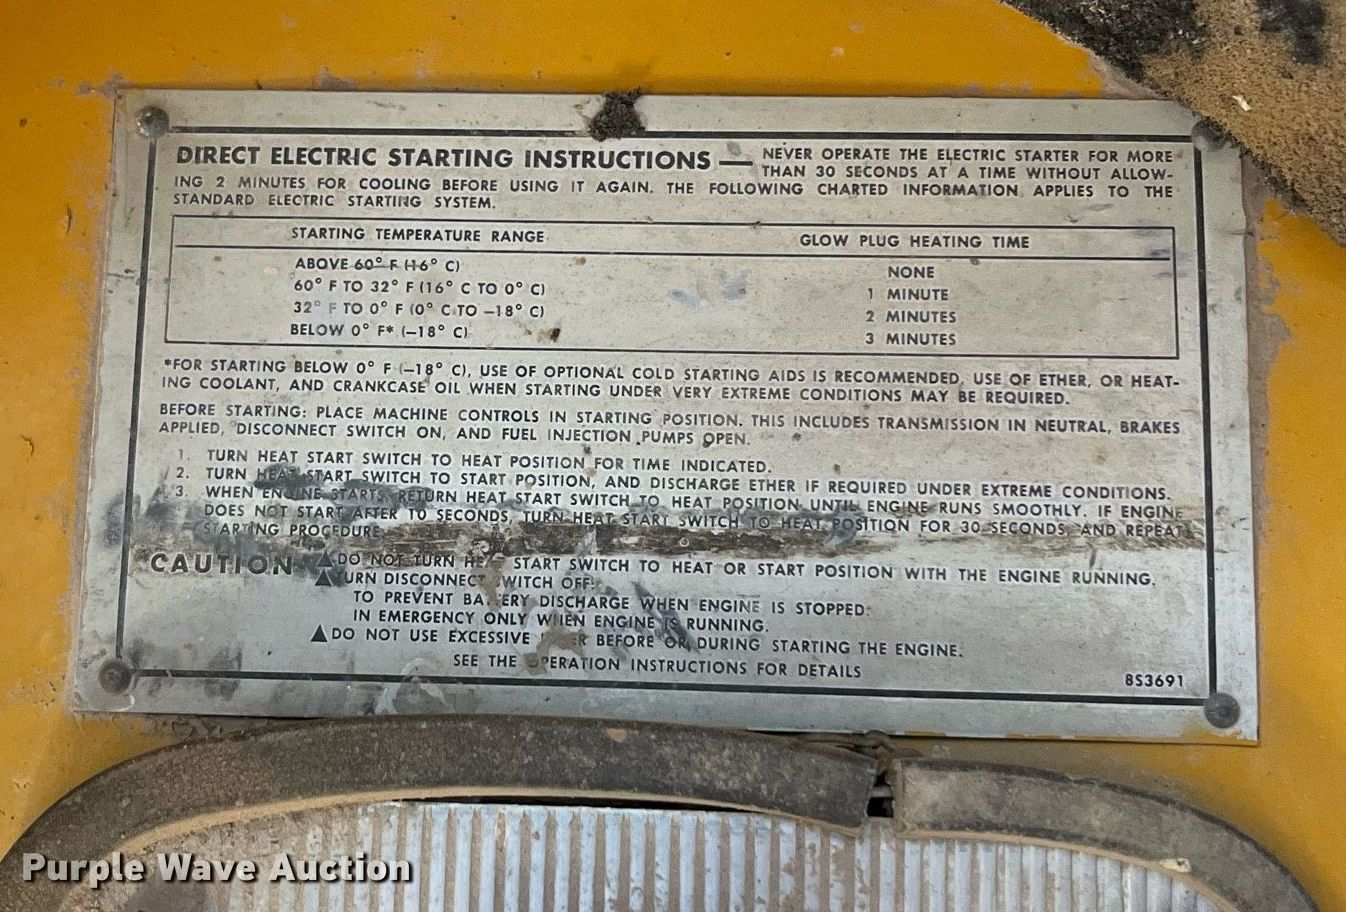 DIRECT ELECTRIC STARTING INSTRUCTIONS — NEVER OPERATE THE ELECTRIC STARTER FOR MORE
THAN 30 SECONDS AT A TIME WITHOUT ALLOW-
ING 2 MINUTES FOR COOLING BEFORE USING IT AGAIN. THE FOLLOWING CHARTED INFORMATION APPLIES TO THE
STANDARD ELECTRIC STARTING SYSTEM.
STARTING TEMPERATURE RANGE GLOW PLUG HEATING TIME
ABOVE 60° F (16° C) NONE
60° F TO 32° F (16° C TO 0° C) 1 MINUTE
32° F TO 0° F (0° C TO –18° C) 2 MINUTES
BELOW 0° F* (–18° C) 3 MINUTES
*FOR STARTING BELOW 0° F (–18° C), USE OF OPTIONAL COLD STARTING AIDS IS RECOMMENDED. USE OF ETHER, OR HEAT-
ING COOLANT, AND CRANKCASE OIL WHEN STARTING UNDER VERY EXTREME CONDITIONS MAY BE REQUIRED.
BEFORE STARTING: PLACE MACHINE CONTROLS IN STARTING POSITION. THIS INCLUDES TRANSMISSION IN NEUTRAL, BRAKES
APPLIED, DISCONNECT SWITCH ON, AND FUEL INJECTION PUMPS OPEN.
1. TURN HEAT START SWITCH TO HEAT POSITION FOR TIME INDICATED.
2. TURN HEAT START SWITCH TO START POSITION, AND DISCHARGE ETHER IF REQUIRED UNDER EXTREME CONDITIONS.
3. WHEN ENGINE STARTS, RETURN HEAT START SWITCH TO HEAT POSITION UNTIL ENGINE RUNS SMOOTHLY. IF ENGINE
DOES NOT START AFTER 10 SECONDS, TURN HEAT START SWITCH TO HEAT POSITION FOR 30 SECONDS, AND REPEAT
STARTING PROCEDURE.
CAUTION ▲DO NOT TURN HEAT START SWITCH TO HEAT OR START POSITION WITH THE ENGINE RUNNING.
▲TURN DISCONNECT SWITCH OFF:
TO PREVENT BATTERY DISCHARGE WHEN ENGINE IS STOPPED.
IN EMERGENCY ONLY WHEN ENGINE IS RUNNING.
▲DO NOT USE EXCESSIVE BEFORE OR DURING STARTING THE ENGINE.
SEE THE OPERATION INSTRUCTIONS FOR DETAILS
8S3691
Purple Wave Auction